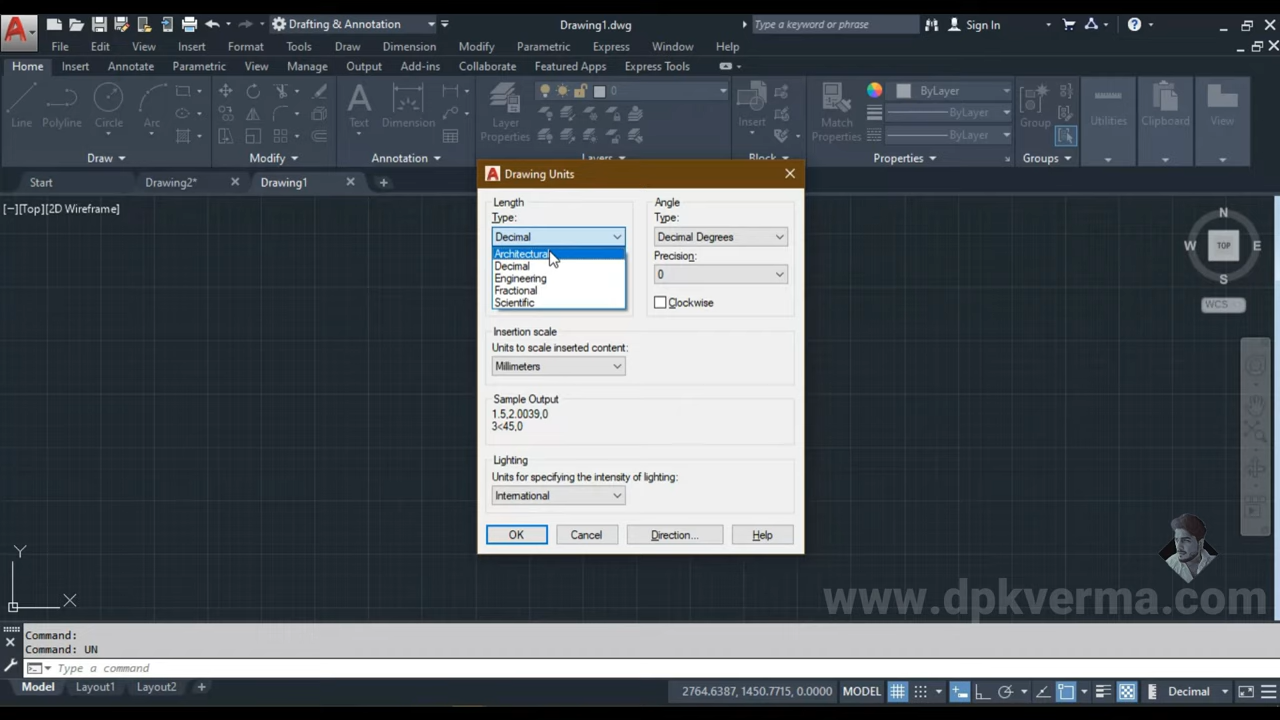 Drafting & Annotation
Drawing1.dwg
Type a keyword or phrase
Sign In
File Edit View Insert Format Tools Draw Dimension Modify Parametric Express Window Help
Home Insert Annotate Parametric View Manage Output Add-ins Collaborate Featured Apps Express Tools
Line Polyline Circle Arc Text Dimension Layer Properties 0 Insert Match Properties ByLayer ByLayer ByLayer Group Utilities Clipboard View
Draw Modify Annotation Layers Block Properties Groups
Start Drawing2* Drawing1
[−][Top][2D Wireframe]
Drawing Units
Length
Type:
Decimal
Architectural
Decimal
Engineering
Fractional
Scientific
Angle
Type:
Decimal Degrees
Precision:
0
Clockwise
Insertion scale
Units to scale inserted content:
Millimeters
Sample Output
1.5,2.0039,0
3<45,0
Lighting
Units for specifying the intensity of lighting:
International
OK Cancel Direction... Help
N
W TOP E
S
WCS
Y
X
www.dpkverma.com
Command:
Command: UN
Type a command
Model Layout1 Layout2
2764.6387, 1450.7715, 0.0000 MODEL Decimal